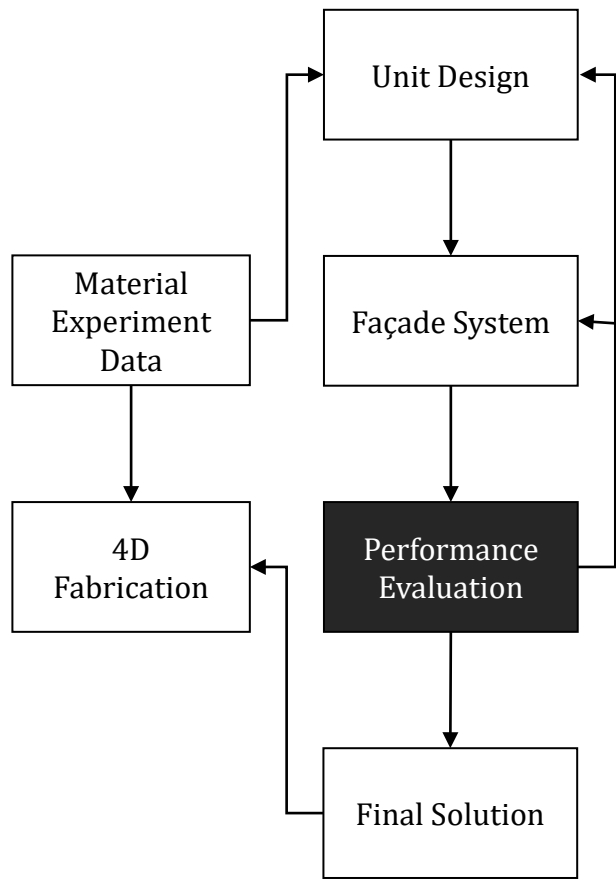 Unit Design
Material
Experiment
Data
Façade System
4D
Fabrication
Performance
Evaluation
Final Solution